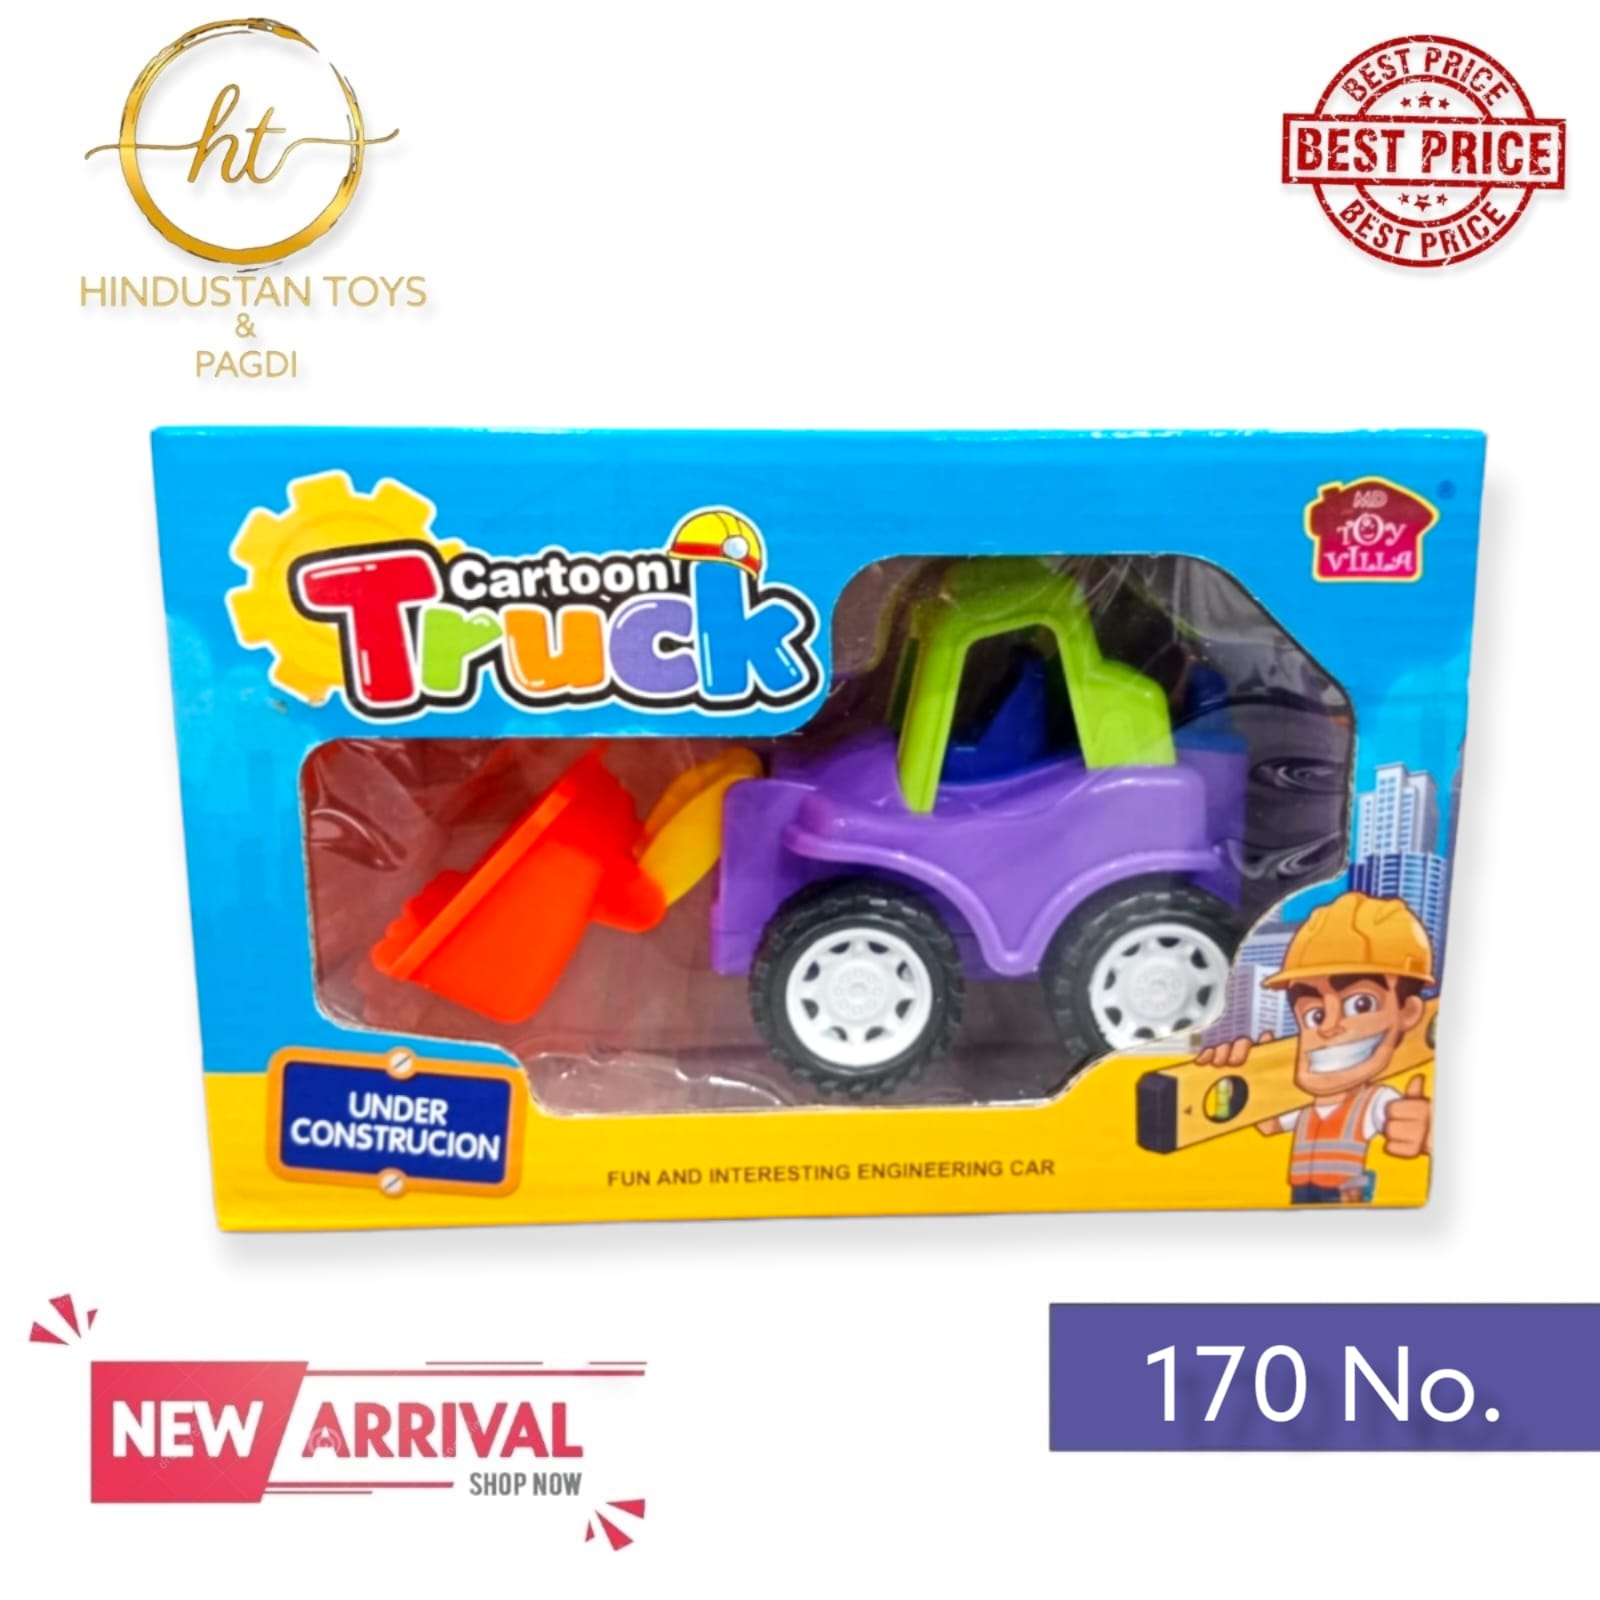 ht
HINDUSTAN TOYS
&
PAGDI
BEST PRICE
BEST PRICE
BEST PRICE
MD
TOY
VILLA
®
Cartoon
Truck
UNDER
CONSTRUCION
FUN AND INTERESTING ENGINEERING CAR
NEW ARRIVAL
SHOP NOW
170 No.